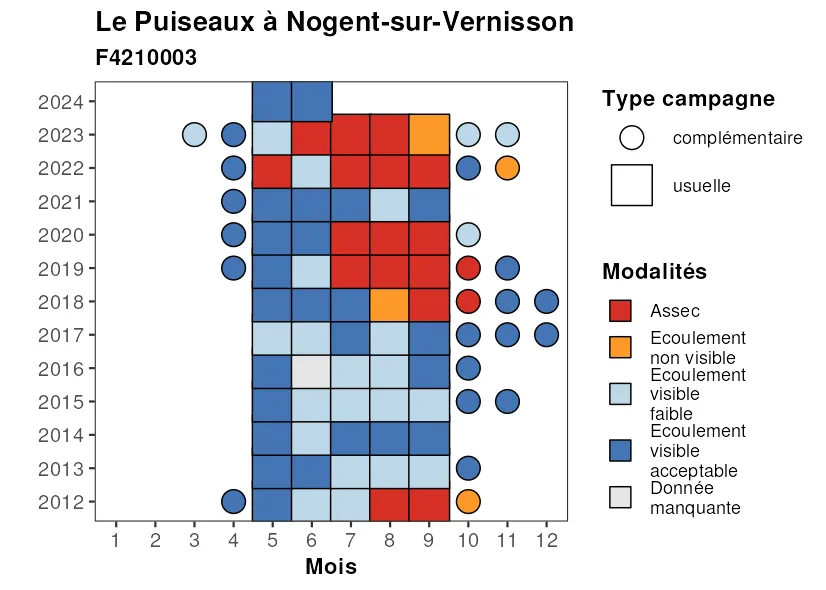 Le Puiseaux à Nogent-sur-Vernisson
F4210003
2024
2023
2022
2021
2020
2019
2018
2017
2016
2015
2014
2013
2012
1 2 3 4 5 6 7 8 9 10 11 12
Mois
Type campagne
complémentaire
usuelle
Modalités
Assec
Ecoulement
non visible
Ecoulement
visible
faible
Ecoulement
visible
acceptable
Donnée
manquante